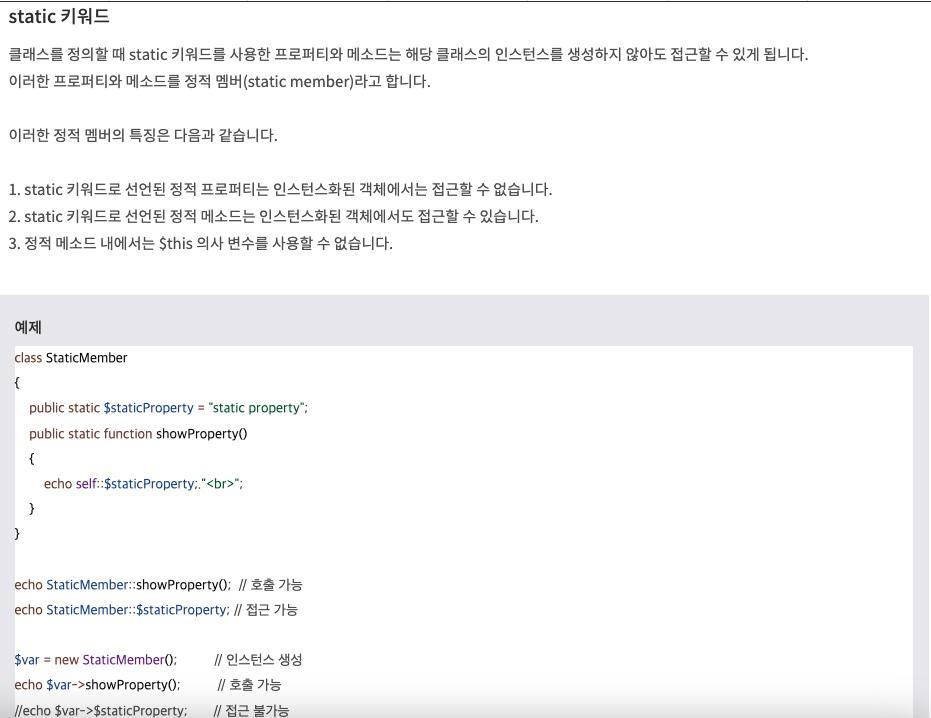 static 키워드
클래스를 정의할 때 static 키워드를 사용한 프로퍼티와 메소드는 해당 클래스의 인스턴스를 생성하지 않아도 접근할 수 있게 됩니다.
이러한 프로퍼티와 메소드를 정적 멤버(static member)라고 합니다.
이러한 정적 멤버의 특징은 다음과 같습니다.
1. static 키워드로 선언된 정적 프로퍼티는 인스턴스화된 객체에서는 접근할 수 없습니다.
2. static 키워드로 선언된 정적 메소드는 인스턴스화된 객체에서도 접근할 수 있습니다.
3. 정적 메소드 내에서는 $this 의사 변수를 사용할 수 없습니다.
예제
class StaticMember
{
public static $staticProperty = "static property";
public static function showProperty()
{
echo self::$staticProperty;."<br>";
}
}
echo StaticMember::showProperty(); // 호출 가능
echo StaticMember::$staticProperty; // 접근 가능
$var = new StaticMember(); // 인스턴스 생성
echo $var->showProperty(); // 호출 가능
//echo $var->$staticProperty; // 접근 불가능